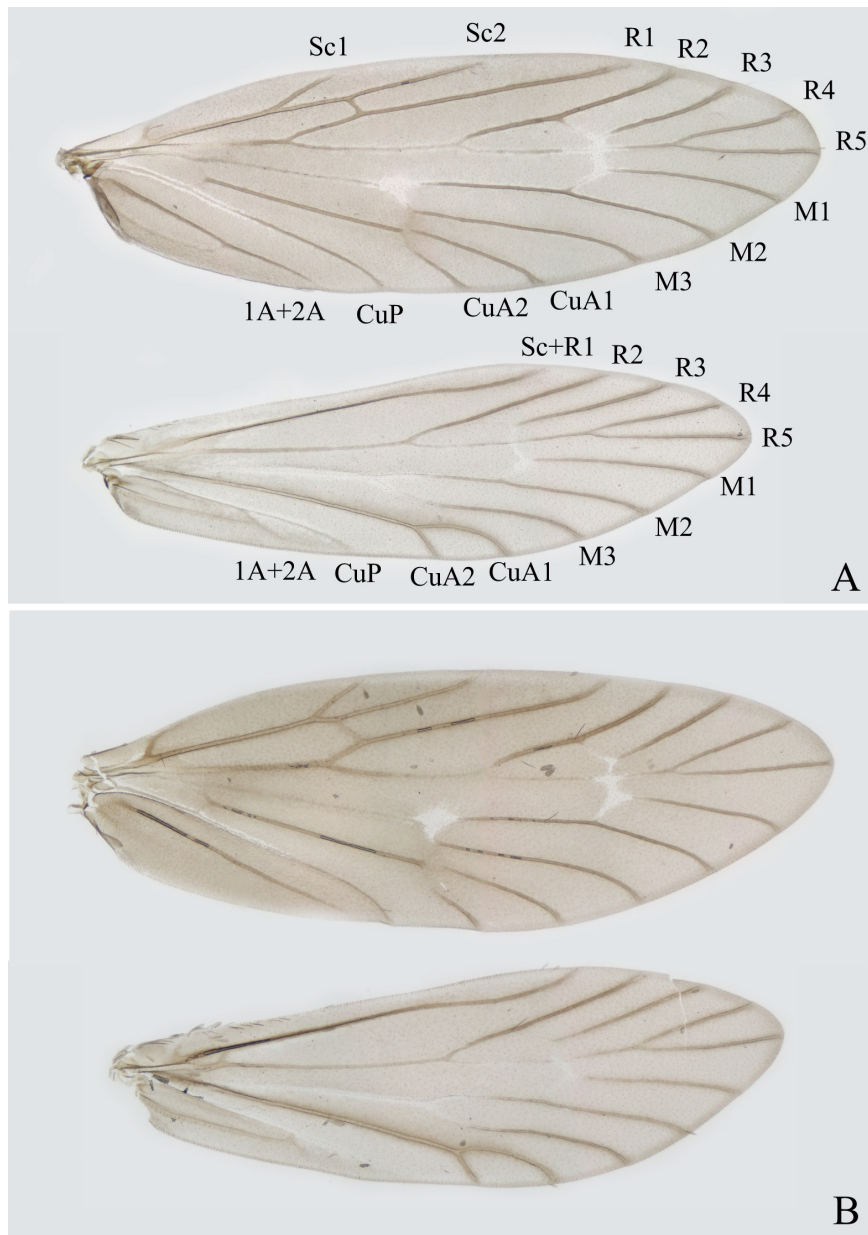 Sc1 Sc2 R1 R2 R3 R4 R5 M1 M2 M3 CuA1 CuA2 CuP 1A+2A
Sc+R1 R2 R3 R4 R5 M1 M2 M3 CuA1 CuA2 CuP 1A+2A
A
B